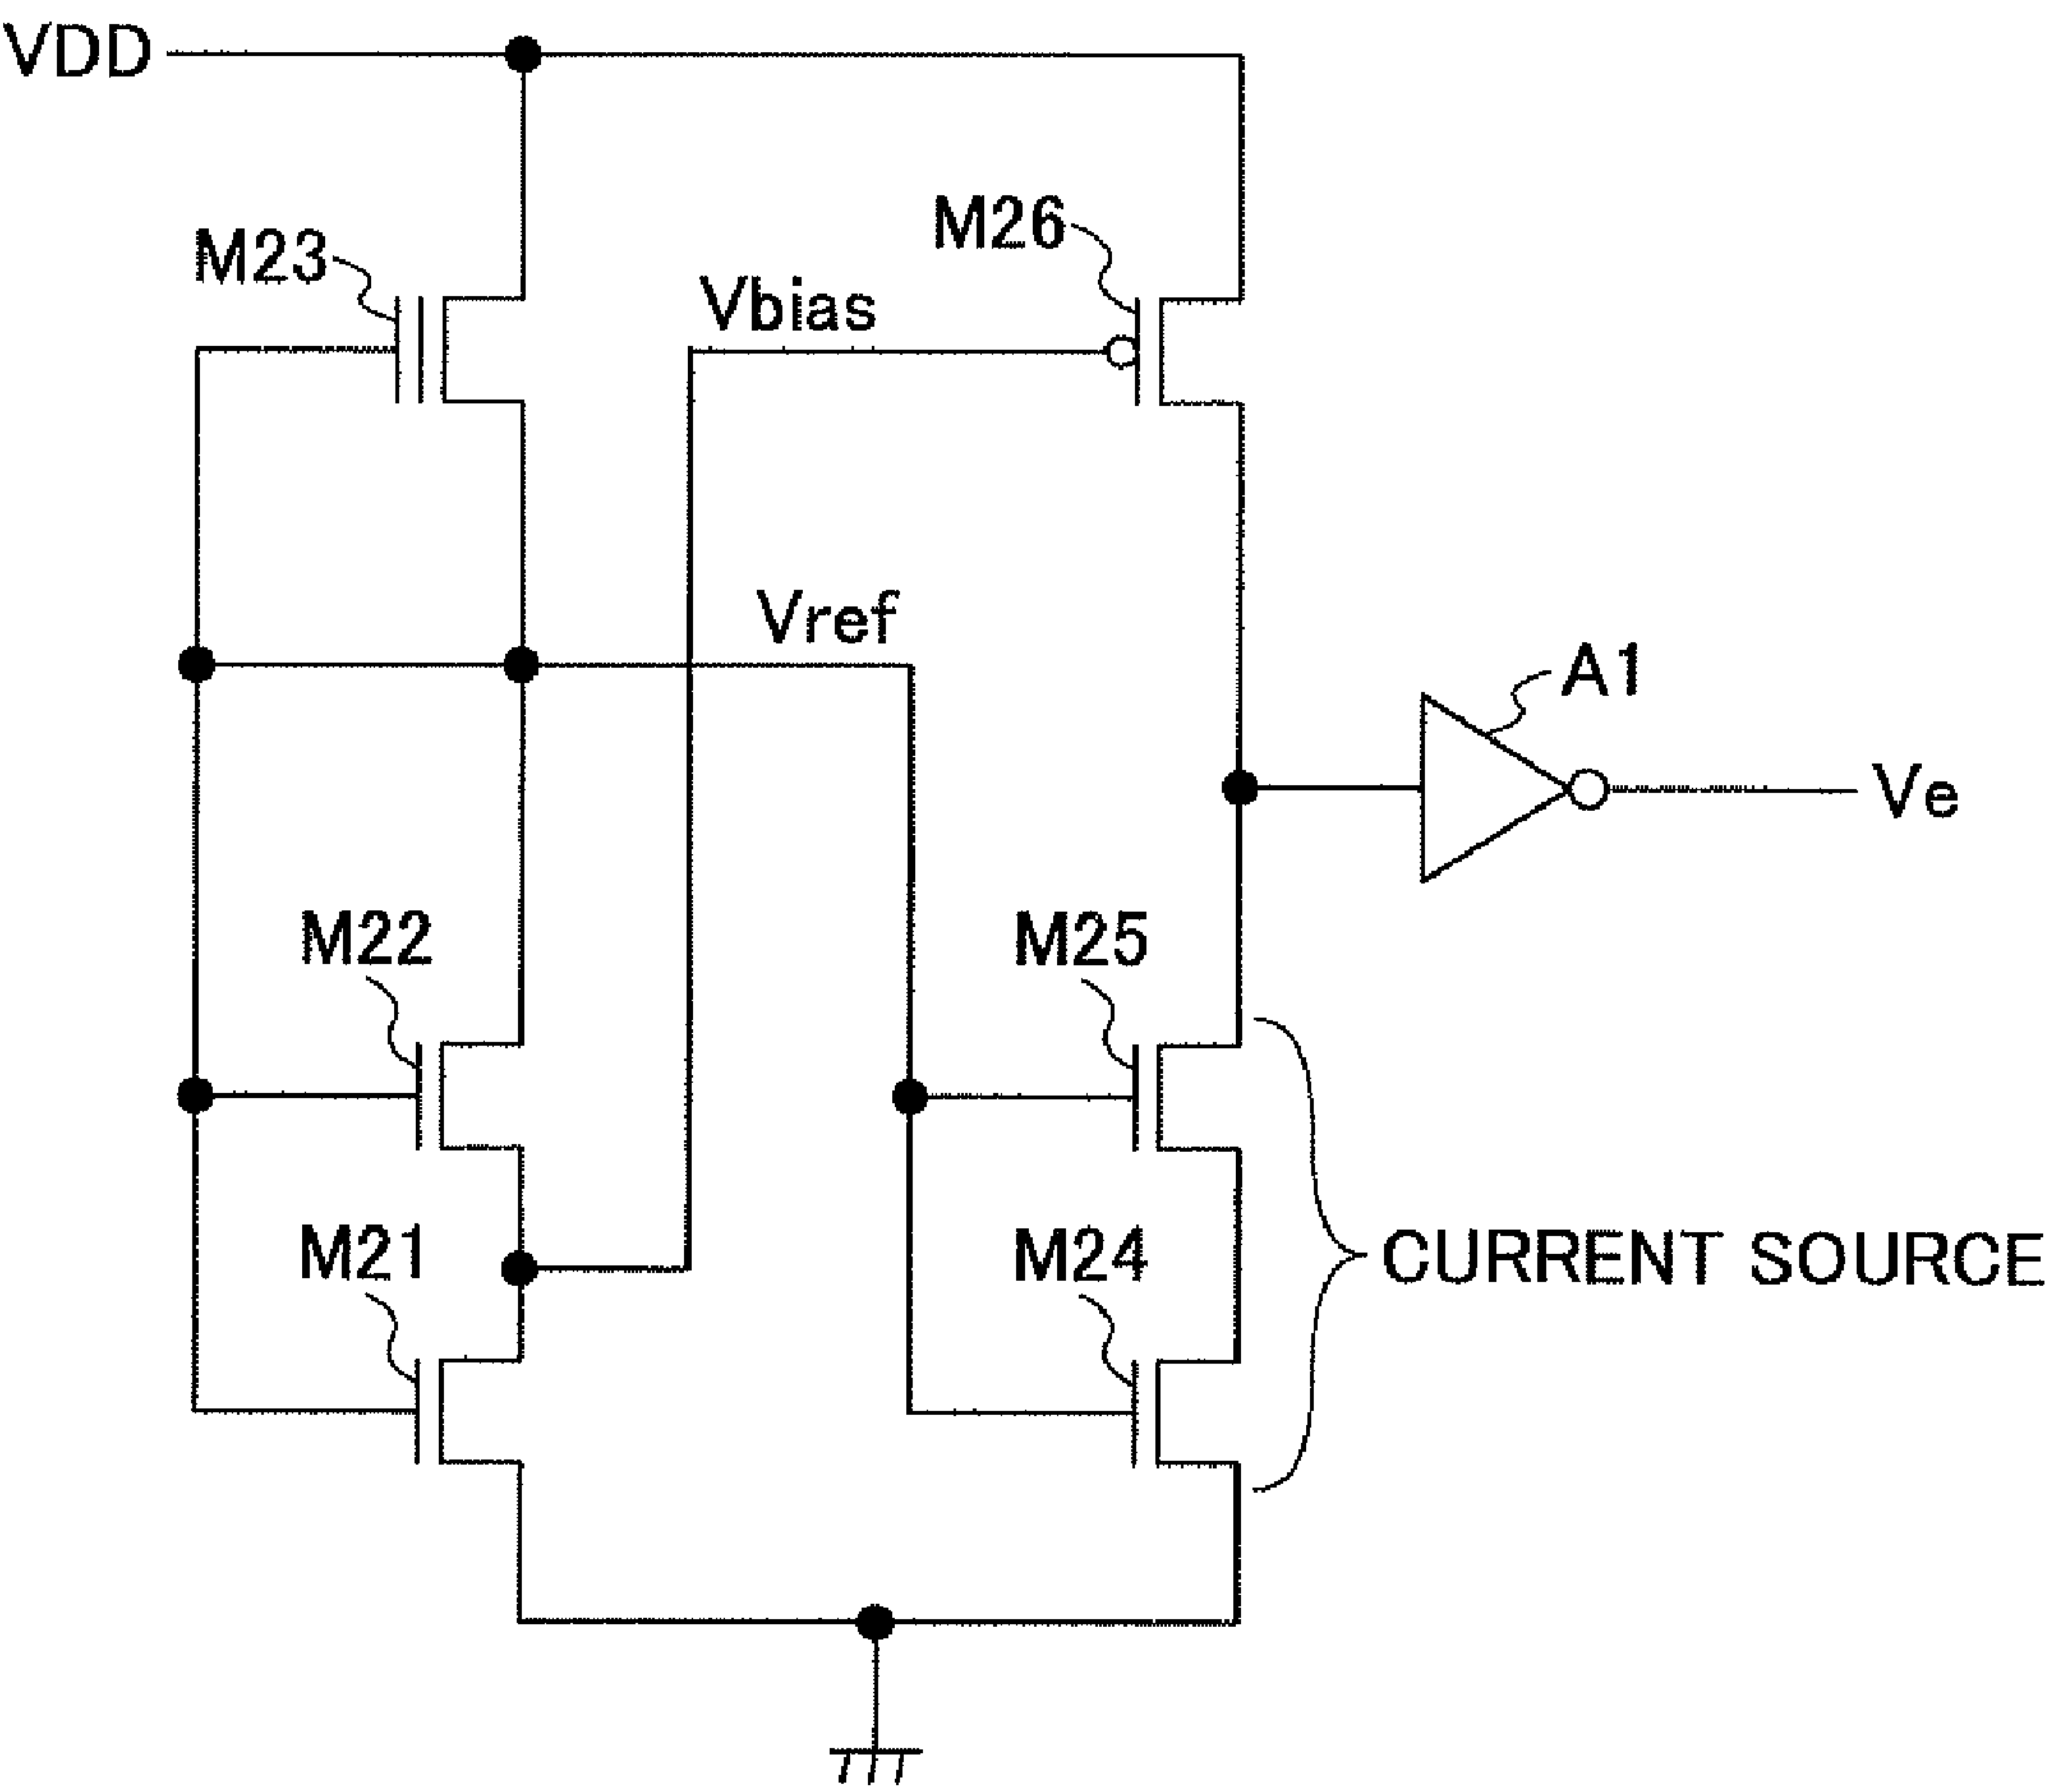 VDD
M26
M23
Vbias
Vref
A1
Ve
M22
M25
M21
M24
CURRENT SOURCE